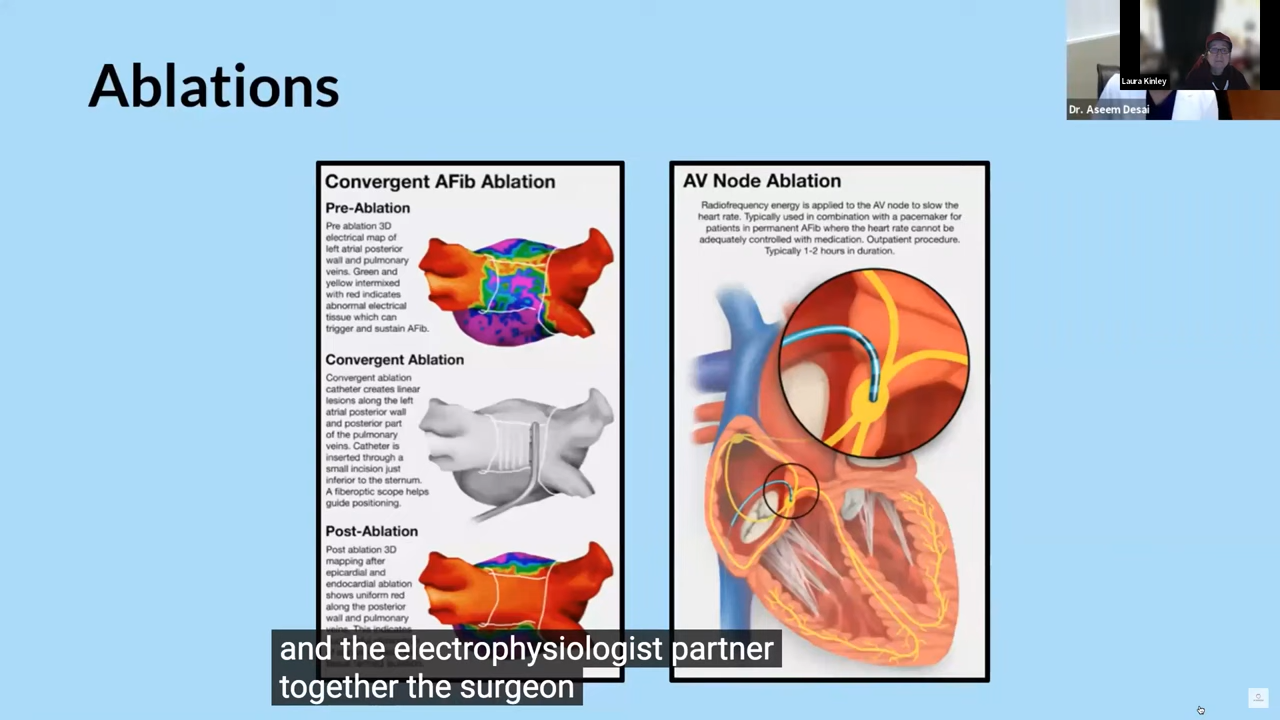 Ablations
Laura Kinley
Dr. Aseem Desai
Convergent AFib Ablation
Pre-Ablation
Pre ablation 3D
electrical map of
left atrial posterior
wall and pulmonary
veins. Green and
yellow intermixed
with red indicates
abnormal electrical
tissue which can
trigger and sustain AFib.
Convergent Ablation
Convergent ablation
catheter creates linear
lesions along the left
atrial posterior wall
and posterior part
of the pulmonary
veins. Catheter is
inserted through a
small incision just
inferior to the sternum.
A fiberoptic scope helps
guide positioning.
Post-Ablation
Post ablation 3D
mapping after
epicardial and
endocardial ablation
shows uniform red
along the posterior
wall and pulmonary
veins. This indicates
AV Node Ablation
Radiofrequency energy is applied to the AV node to slow the
heart rate. Typically used in combination with a pacemaker for
patients in permanent AFib where the heart rate cannot be
adequately controlled with medication. Outpatient procedure.
Typically 1-2 hours in duration.
and the electrophysiologist partner
together the surgeon